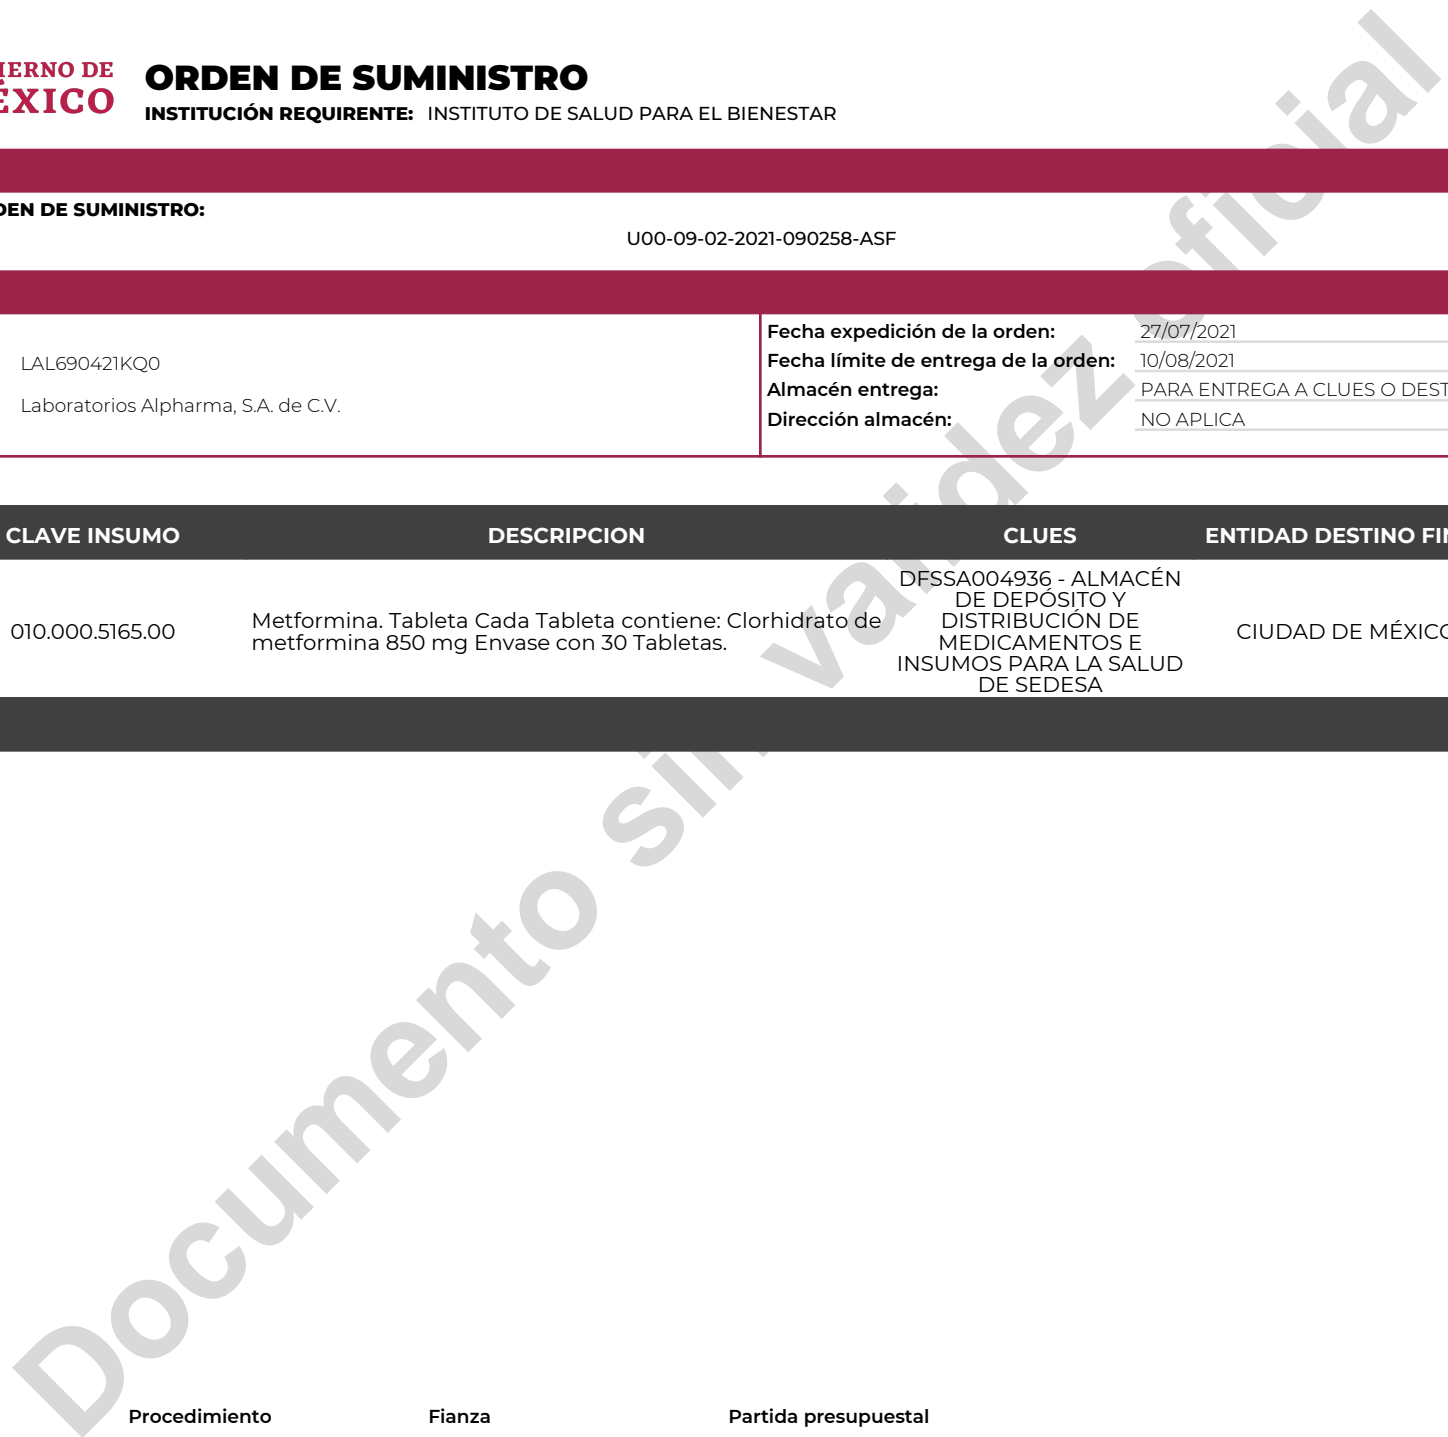 IERNO DE
ÉXICO
ORDEN DE SUMINISTRO
INSTITUCIÓN REQUIRENTE: INSTITUTO DE SALUD PARA EL BIENESTAR
DEN DE SUMINISTRO:
U00-09-02-2021-090258-ASF
LAL690421KQ0
Laboratorios Alpharma, S.A. de C.V.
Fecha expedición de la orden: 27/07/2021
Fecha límite de entrega de la orden: 10/08/2021
Almacén entrega: PARA ENTREGA A CLUES O DEST
Dirección almacén: NO APLICA
CLAVE INSUMO DESCRIPCION CLUES ENTIDAD DESTINO FIN
010.000.5165.00
Metformina. Tableta Cada Tableta contiene: Clorhidrato de
metformina 850 mg Envase con 30 Tabletas.
DFSSA004936 - ALMACÉN
DE DEPÓSITO Y
DISTRIBUCIÓN DE
MEDICAMENTOS E
INSUMOS PARA LA SALUD
DE SEDESA
CIUDAD DE MÉXICO
Documento sin validez oficial
Procedimiento Fianza Partida presupuestal